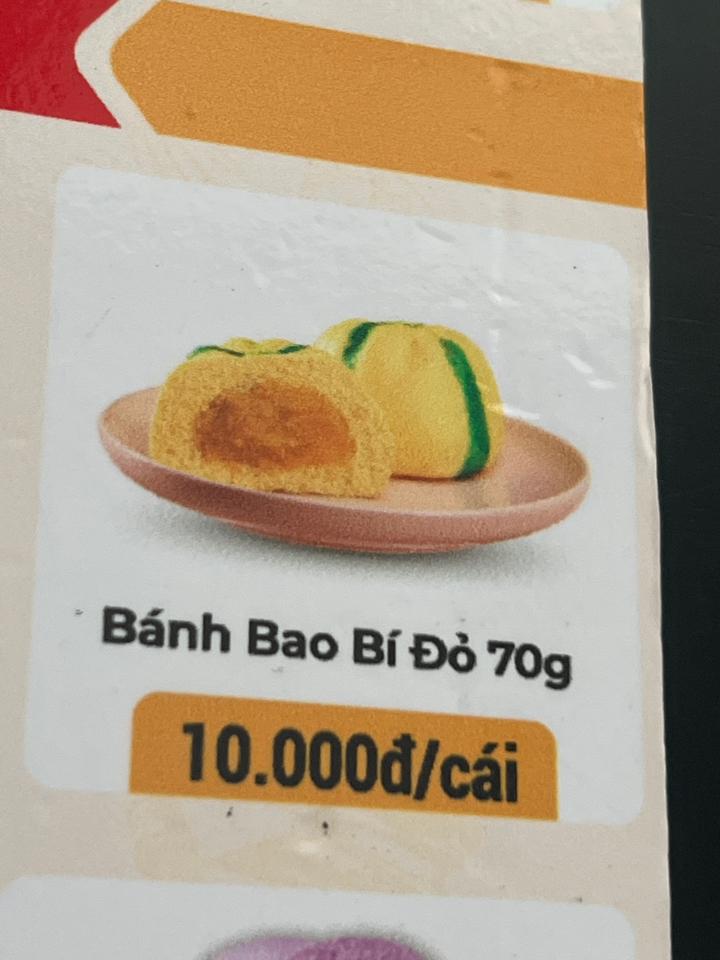 Bánh Bao Bí Đỏ 70g
10.000đ/cái